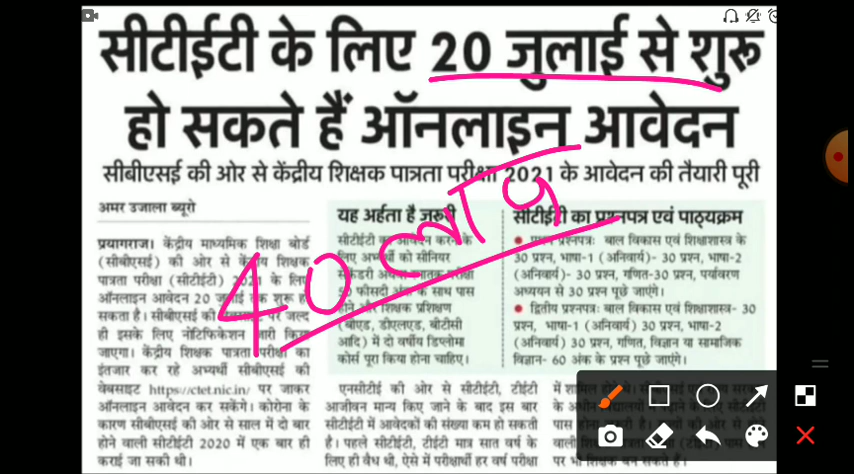 सीटीईटी के लिए 20 जुलाई से शुरू
हो सकते हैं ऑनलाइन आवेदन
सीबीएसई की ओर से केंद्रीय शिक्षक पात्रता परीक्षा 2021 के आवेदन की तैयारी पूरी
अमर उजाला ब्यूरो
प्रयागराज। केंद्रीय माध्यमिक शिक्षा बोर्ड
(सीबीएसई) की ओर से केंद्रीय शिक्षक
पात्रता परीक्षा (सीटीईटी) 2021 के लिए
ऑनलाइन आवेदन 20 जुलाई शुरू हो
सकता है। सीबीएसई की पर जल्द
ही इसके लिए नोटिफिकेशन जारी किया
जाएगा। केंद्रीय शिक्षक पात्रता परीक्षा का
इंतजार कर रहे अभ्यर्थी सीबीएसई की
वेबसाइट https://ctet.nic.in/ पर जाकर
ऑनलाइन आवेदन कर सकेंगे। कोरोना के
कारण सीबीएसई की ओर से साल में दो बार
होने वाली सीटीईटी 2020 में एक बार ही
कराई जा सकी थी।
यह अर्हता है जरूरी
सीटीईटी का आवेदन करने के
लिए अभ्यर्थी को सीनियर
सेकेंडरी अथवा स्नातक परीक्षा
50 फीसदी अंक के साथ पास
होने और शिक्षक प्रशिक्षण
(बीएड, डीएलएड, बीटीसी
आदि) में दो वर्षीय डिप्लोमा
कोर्स पूरा किया होना चाहिए।
सीटीईटी का प्रश्नपत्र एवं पाठ्यक्रम
• प्रथम प्रश्नपत्र: बाल विकास एवं शिक्षाशास्त्र के
30 प्रश्न, भाषा-1 (अनिवार्य)- 30 प्रश्न, भाषा-2
(अनिवार्य)- 30 प्रश्न, गणित-30 प्रश्न, पर्यावरण
अध्ययन से 30 प्रश्न पूछे जाएंगे।
• द्वितीय प्रश्नपत्र: बाल विकास एवं शिक्षाशास्त्र- 30
प्रश्न, भाषा-1 (अनिवार्य) 30 प्रश्न, भाषा-2
(अनिवार्य) 30 प्रश्न, गणित, विज्ञान या सामाजिक
विज्ञान- 60 अंक के प्रश्न पूछे जाएंगे।
एनसीटीई की ओर से सीटीईटी, टीईटी
आजीवन मान्य किए जाने के बाद इस बार
सीटीईटी में आवेदकों की संख्या कम हो सकती
है। पहले सीटीईटी, टीईटी मात्र सात वर्ष के
लिए ही वैध थी, ऐसे में परीक्षार्थी हर वर्ष परीक्षा
में
के
पास
वाली
पर भी शिक्षक बन सकते हैं।
40